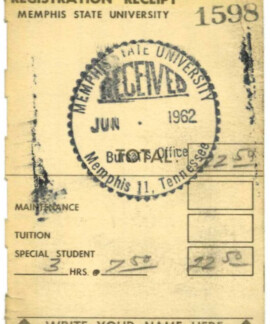 REGISTRATION RECEIPT
MEMPHIS STATE UNIVERSITY
1598
MEMPHIS STATE UNIVERSITY
RECEIVED
JUN 1962
Bursar's Office
Memphis 11, Tennessee
TOTAL 22 50
MAINTENANCE
TUITION
SPECIAL STUDENT
3 HRS. @ 7 50 22 50
WRITE YOUR NAME HERE